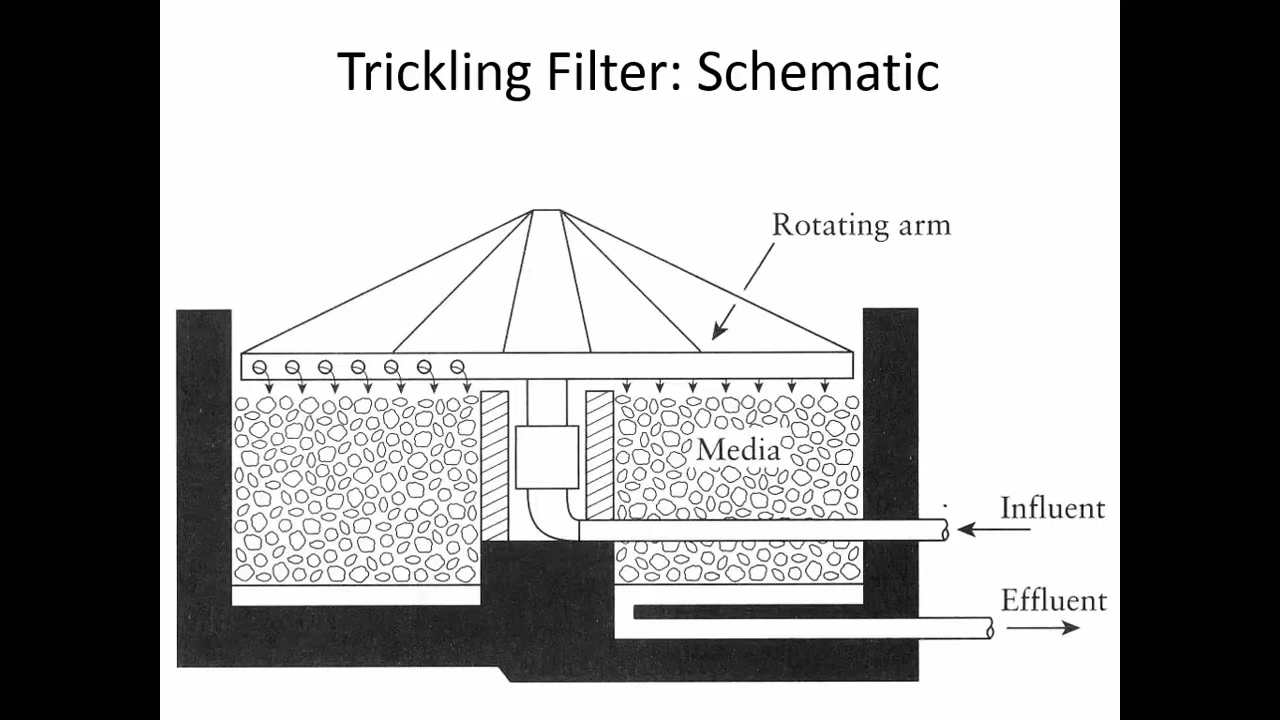 Trickling Filter: Schematic
Rotating arm
Media
Influent
Effluent